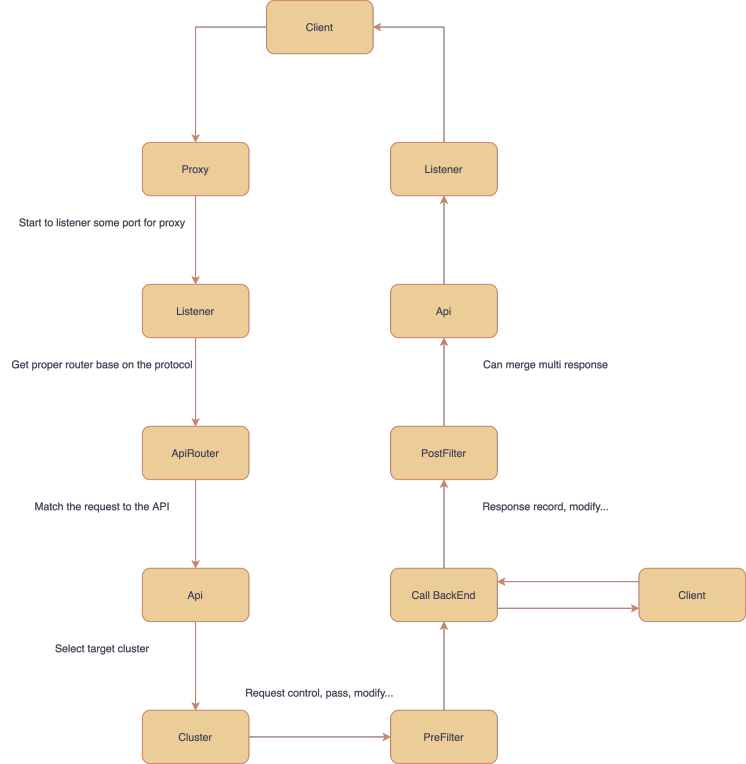 Client
Proxy
Listener
Start to listener some port for proxy
Listener
Api
Get proper router base on the protocol
Can merge multi response
ApiRouter
PostFilter
Match the request to the API
Response record, modify...
Api
Call BackEnd
Client
Select target cluster
Request control, pass, modify...
Cluster
PreFilter